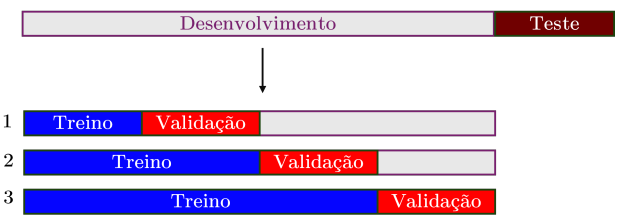 Desenvolvimento Teste
1 Treino Validação
2 Treino Validação
3 Treino Validação